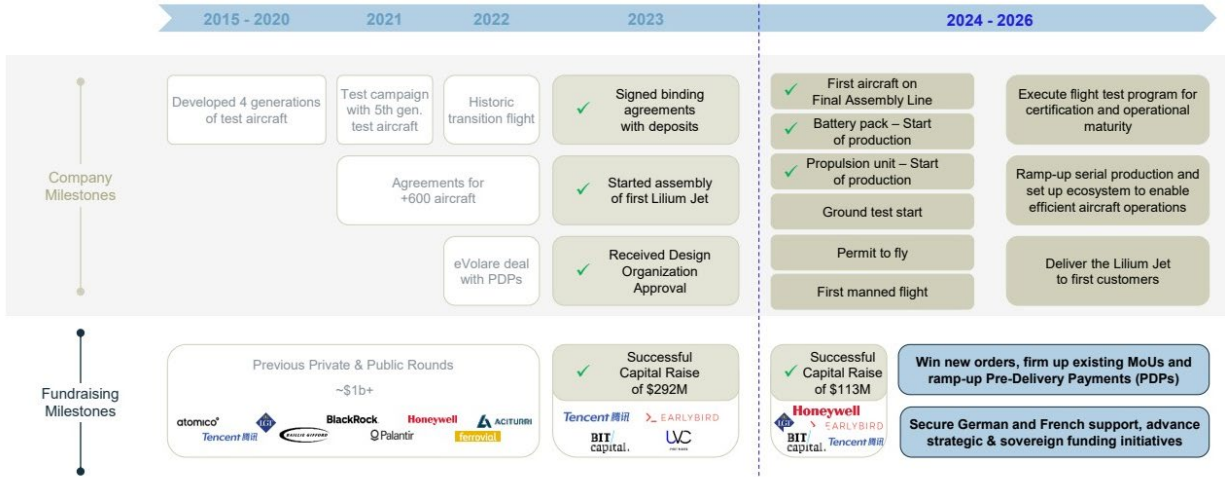 2015 - 2020
2021
2022
2023
2024 - 2026
Company
Milestones
Developed 4 generations
of test aircraft
Test campaign
with 5th gen.
test aircraft
Historic
transition flight
Agreements for
+600 aircraft
eVolare deal
with PDPs
Signed binding
agreements
with deposits
Started assembly
of first Lilium Jet
Received Design
Organization
Approval
First aircraft on
Final Assembly Line
Battery pack – Start
of production
Propulsion unit – Start
of production
Ground test start
Permit to fly
First manned flight
Execute flight test program for
certification and operational
maturity
Ramp-up serial production and
set up ecosystem to enable
efficient aircraft operations
Deliver the Lilium Jet
to first customers
Fundraising
Milestones
Previous Private & Public Rounds
~$1b+
atomico
LGT
BlackRock
Honeywell
ACITURRI
Tencent 腾讯
BAILLIE GIFFORD
Palantir
ferrovial
Successful
Capital Raise
of $292M
Tencent 腾讯
EARLYBIRD
BIT
capital.
UVC
Successful
Capital Raise
of $113M
Honeywell
LGT
EARLYBIRD
BIT
capital.
Tencent 腾讯
Win new orders, firm up existing MoUs and
ramp-up Pre-Delivery Payments (PDPs)
Secure German and French support, advance
strategic & sovereign funding initiatives